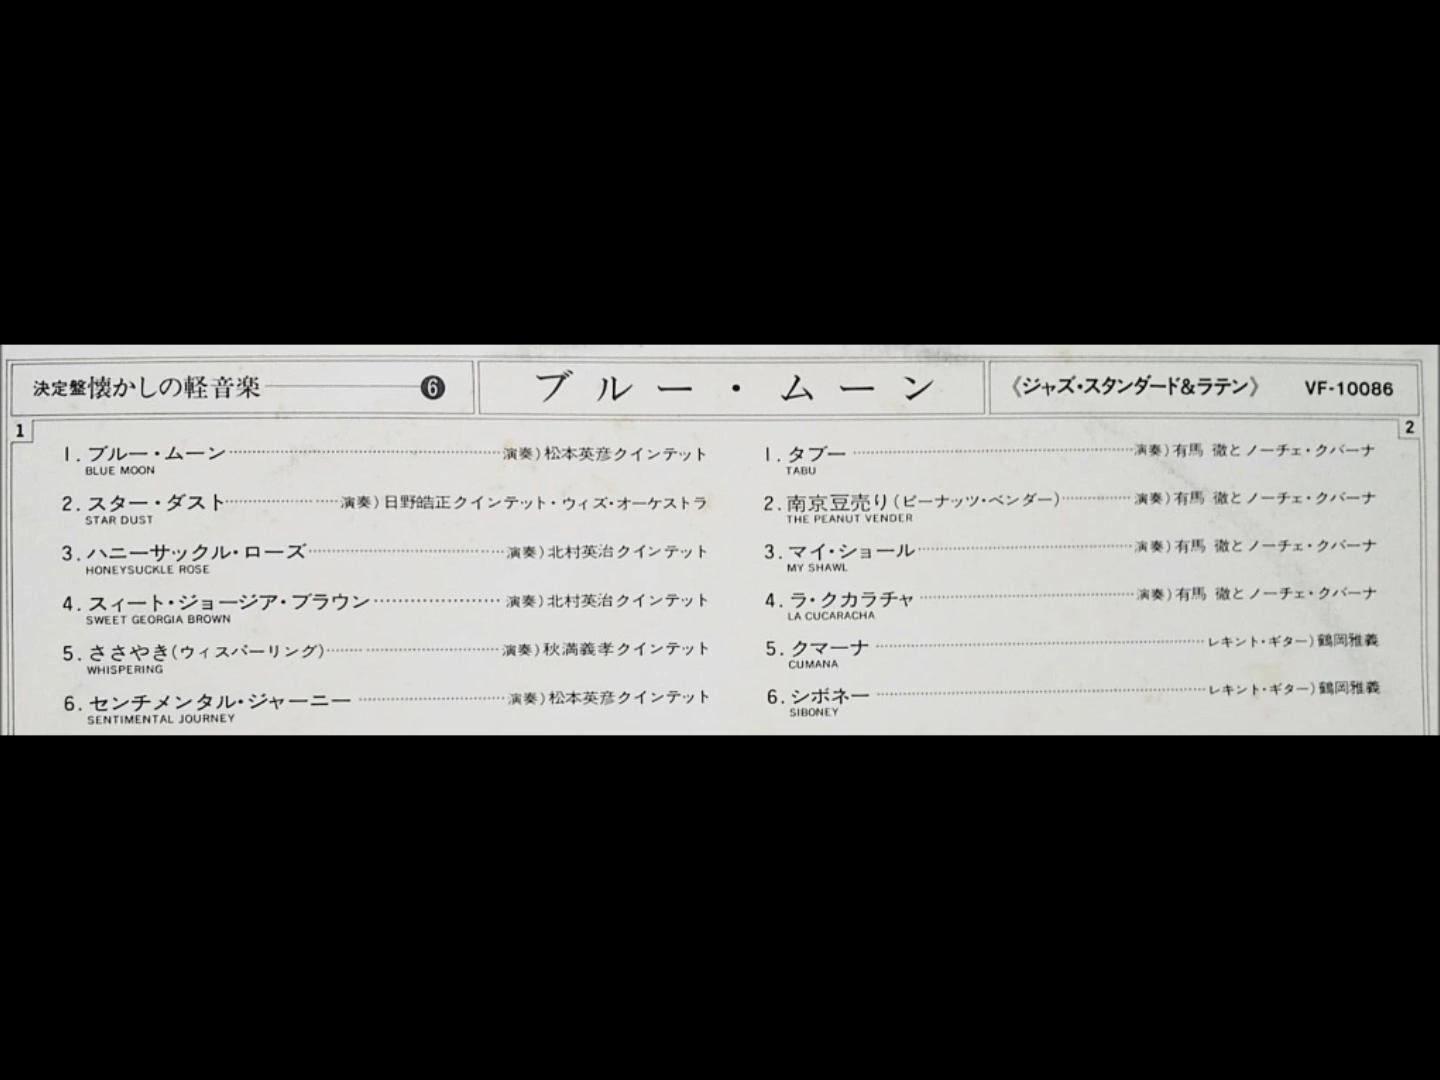 決定盤懐かしの軽音楽 6
ブルー・ムーン
《ジャズ・スタンダード&ラテン》 VF-10086
1
1. ブルー・ムーン 演奏)松本英彦クインテット
BLUE MOON
2. スター・ダスト 演奏)日野皓正クインテット・ウィズ・オーケストラ
STAR DUST
3. ハニーサックル・ローズ 演奏)北村英治クインテット
HONEYSUCKLE ROSE
4. スィート・ジョージア・ブラウン 演奏)北村英治クインテット
SWEET GEORGIA BROWN
5. ささやき(ウィスパーリング) 演奏)秋満義孝クインテット
WHISPERING
6. センチメンタル・ジャーニー 演奏)松本英彦クインテット
SENTIMENTAL JOURNEY
2
1. タブー 演奏)有馬 徹とノーチェ・クバーナ
TABU
2. 南京豆売り(ピーナッツ・ベンダー) 演奏)有馬 徹とノーチェ・クバーナ
THE PEANUT VENDER
3. マイ・ショール 演奏)有馬 徹とノーチェ・クバーナ
MY SHAWL
4. ラ・クカラチャ 演奏)有馬 徹とノーチェ・クバーナ
LA CUCARACHA
5. クマーナ レキント・ギター)鶴岡雅義
CUMANA
6. シボネー レキント・ギター)鶴岡雅義
SIBONEY